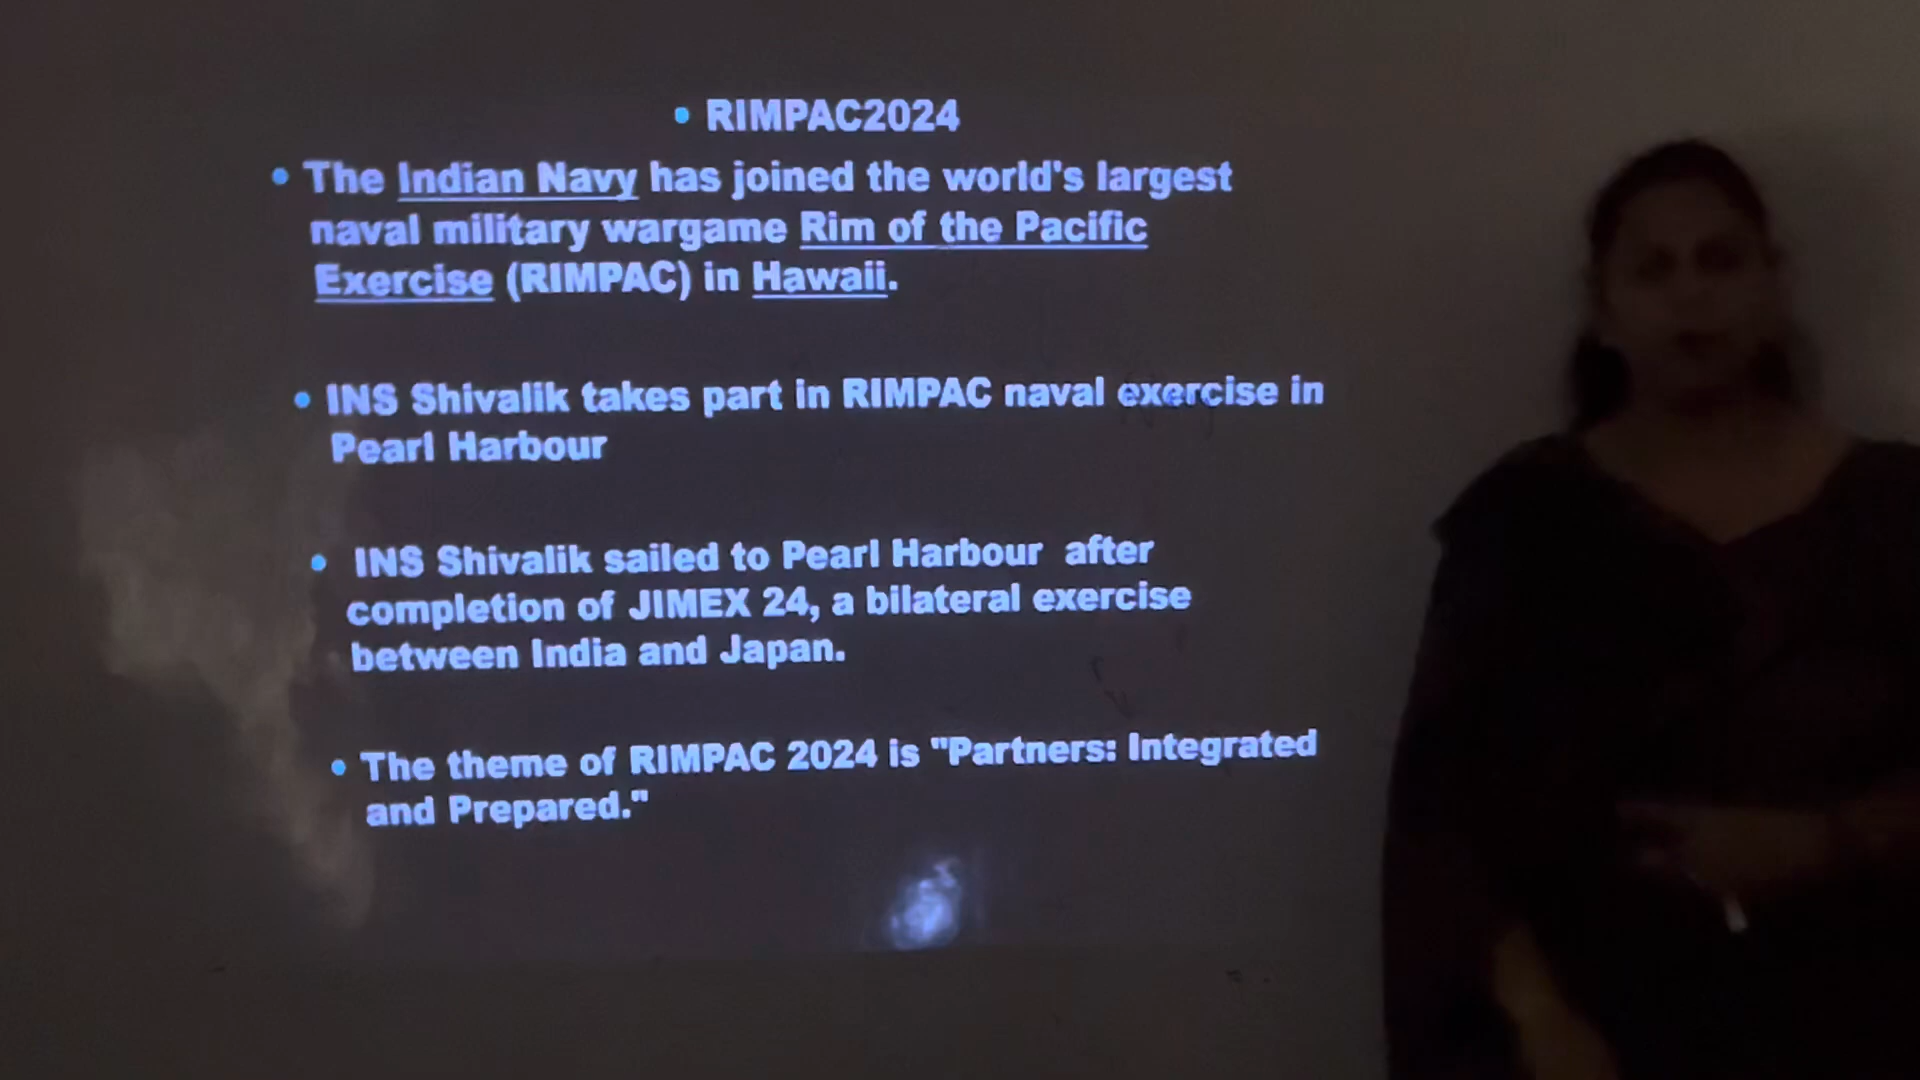 • RIMPAC2024
• The Indian Navy has joined the world's largest
naval military wargame Rim of the Pacific
Exercise (RIMPAC) in Hawaii.
• INS Shivalik takes part in RIMPAC naval exercise in
Pearl Harbour
• INS Shivalik sailed to Pearl Harbour after
completion of JIMEX 24, a bilateral exercise
between India and Japan.
• The theme of RIMPAC 2024 is "Partners: Integrated
and Prepared."